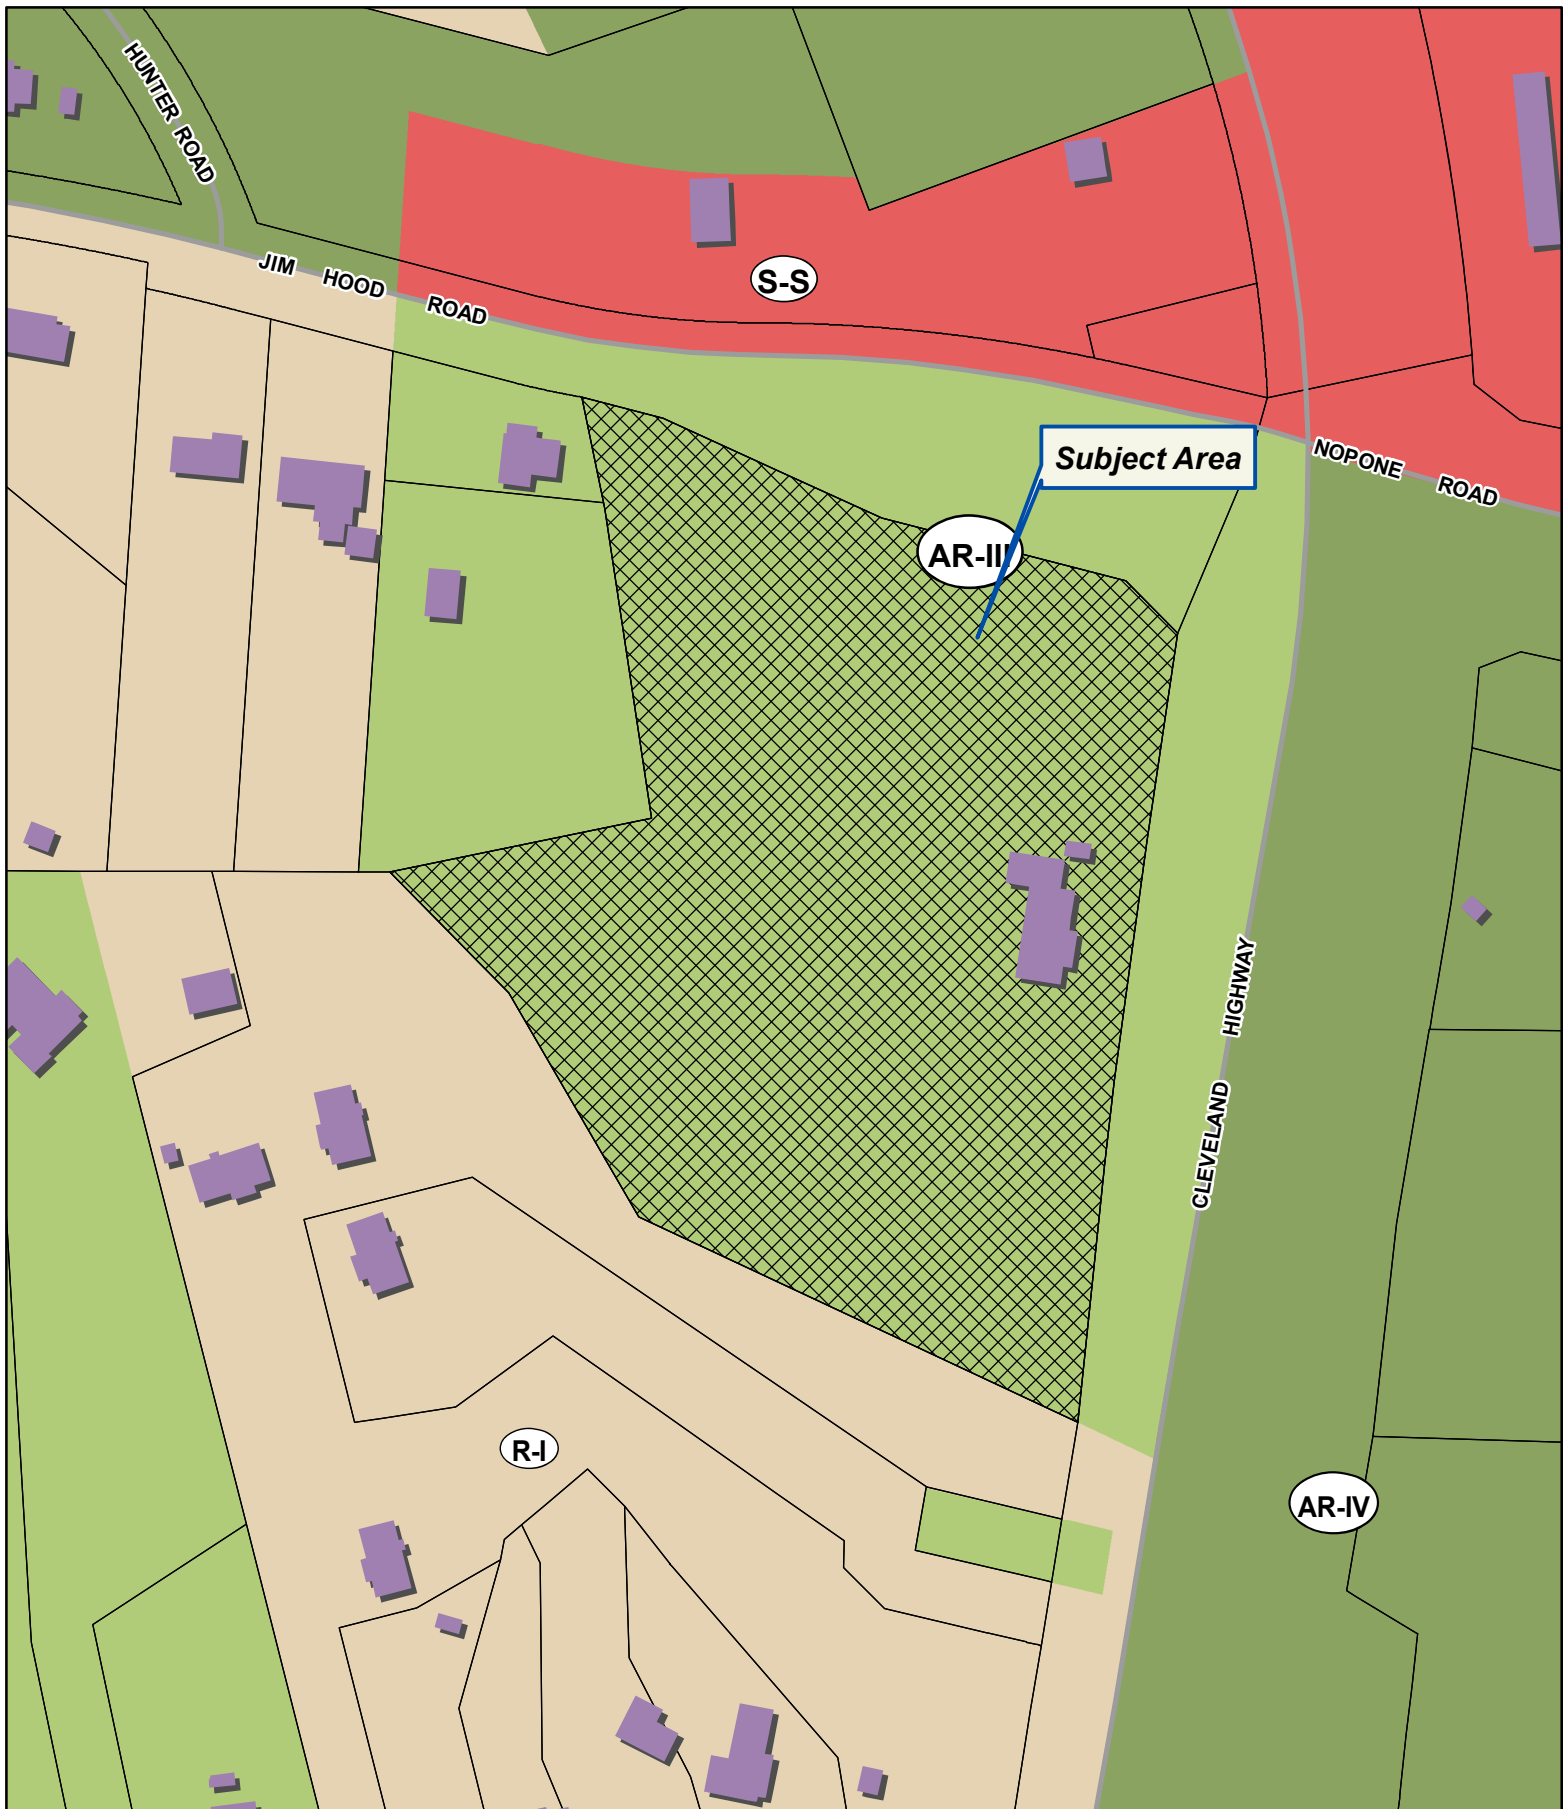 HUNTER ROAD
JIM HOOD ROAD
S-S
Subject Area
NOPONE ROAD
AR-III
CLEVELAND HIGHWAY
R-I
AR-IV